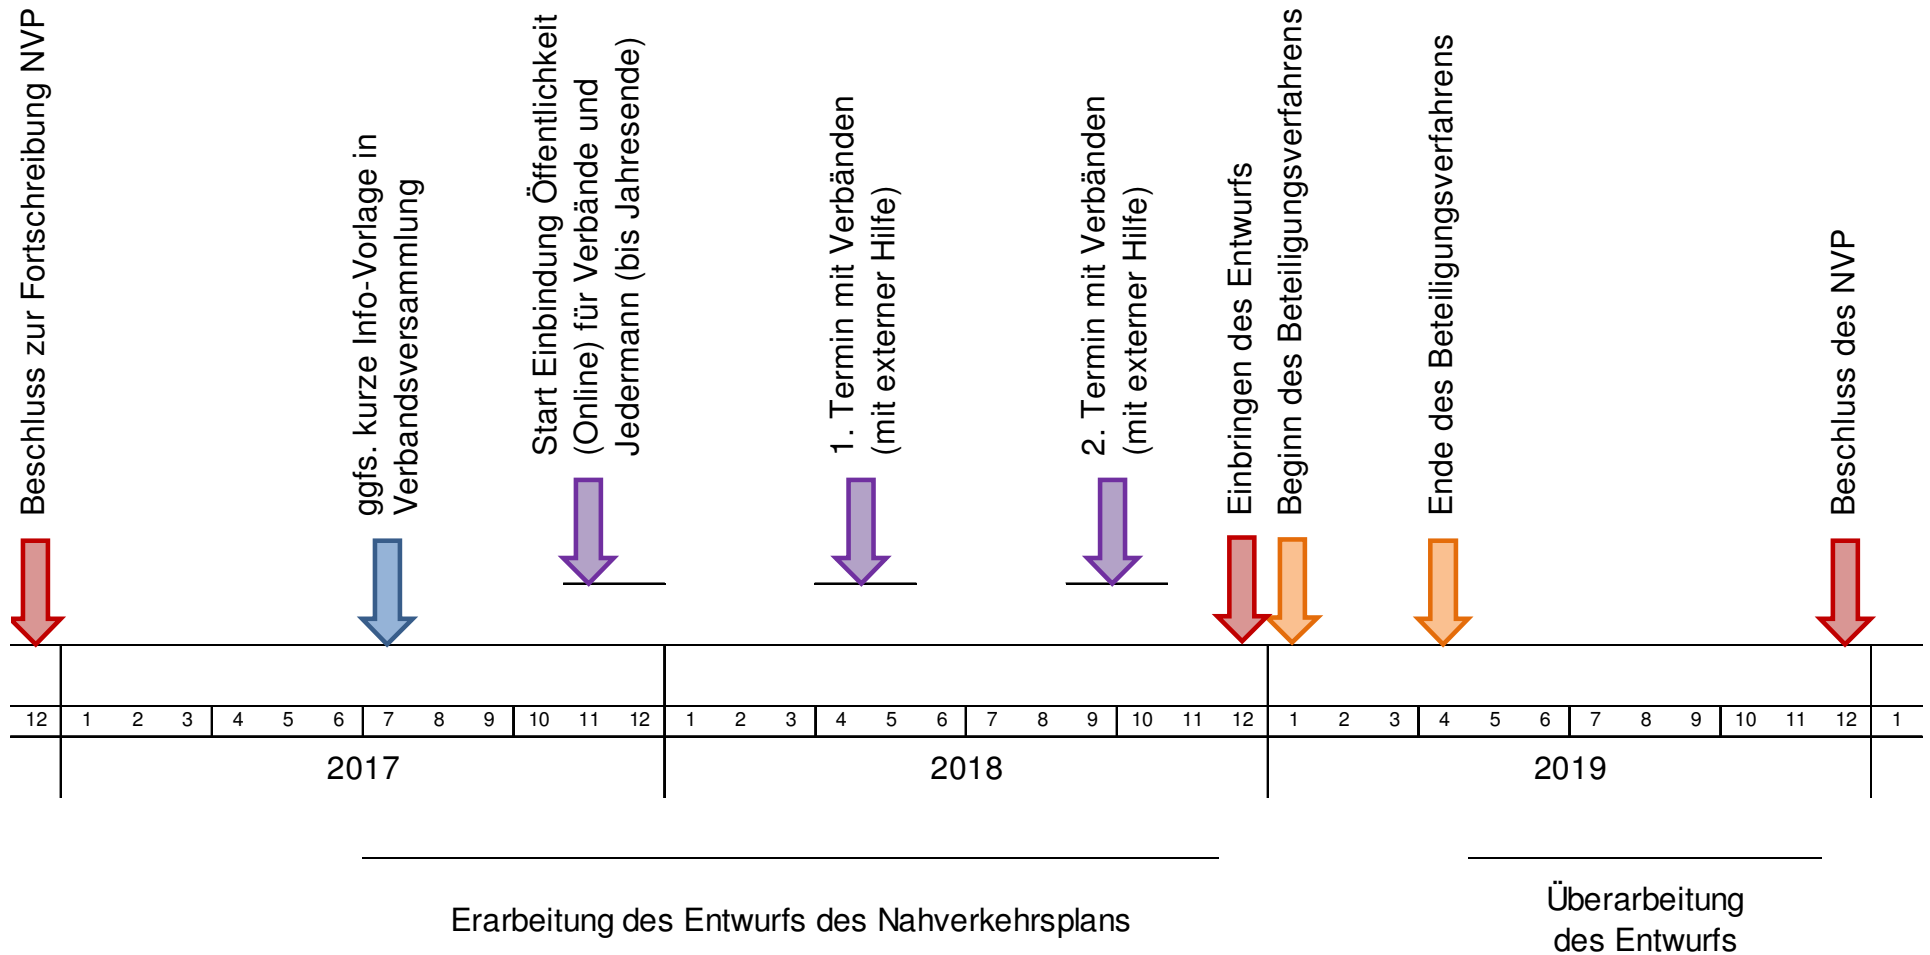 Beschluss zur Fortschreibung NVP
ggfs. kurze Info-Vorlage in
Verbandsversammlung
Start Einbindung Öffentlichkeit
(Online) für Verbände und
Jedermann (bis Jahresende)
1. Termin mit Verbänden
(mit externer Hilfe)
2. Termin mit Verbänden
(mit externer Hilfe)
Einbringen des Entwurfs
Beginn des Beteiligungsverfahrens
Ende des Beteiligungsverfahrens
Beschluss des NVP
12 1 2 3 4 5 6 7 8 9 10 11 12 1 2 3 4 5 6 7 8 9 10 11 12 1 2 3 4 5 6 7 8 9 10 11 12 1
2017 2018 2019
Erarbeitung des Entwurfs des Nahverkehrsplans
Überarbeitung
des Entwurfs